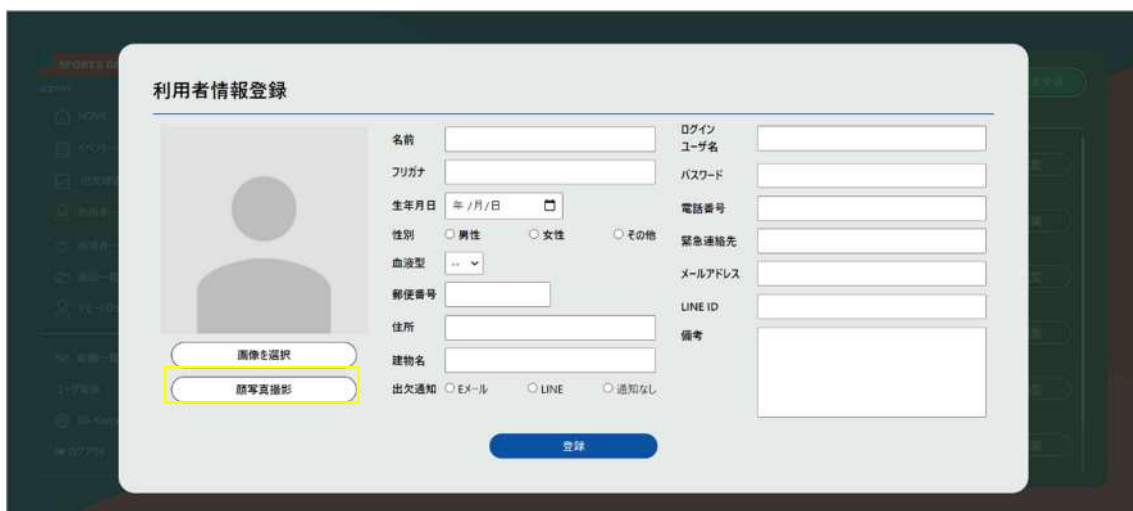 SPORTS
HOME
利用者情報登録
名前
フリガナ
生年月日 年 /月/日
性別 男性 女性 その他
血液型 --
郵便番号
住所
建物名
出欠通知 Eメール LINE 通知なし
画像を選択
顔写真撮影
ログイン
ユーザ名
パスワード
電話番号
緊急連絡先
メールアドレス
LINE ID
備考
登録